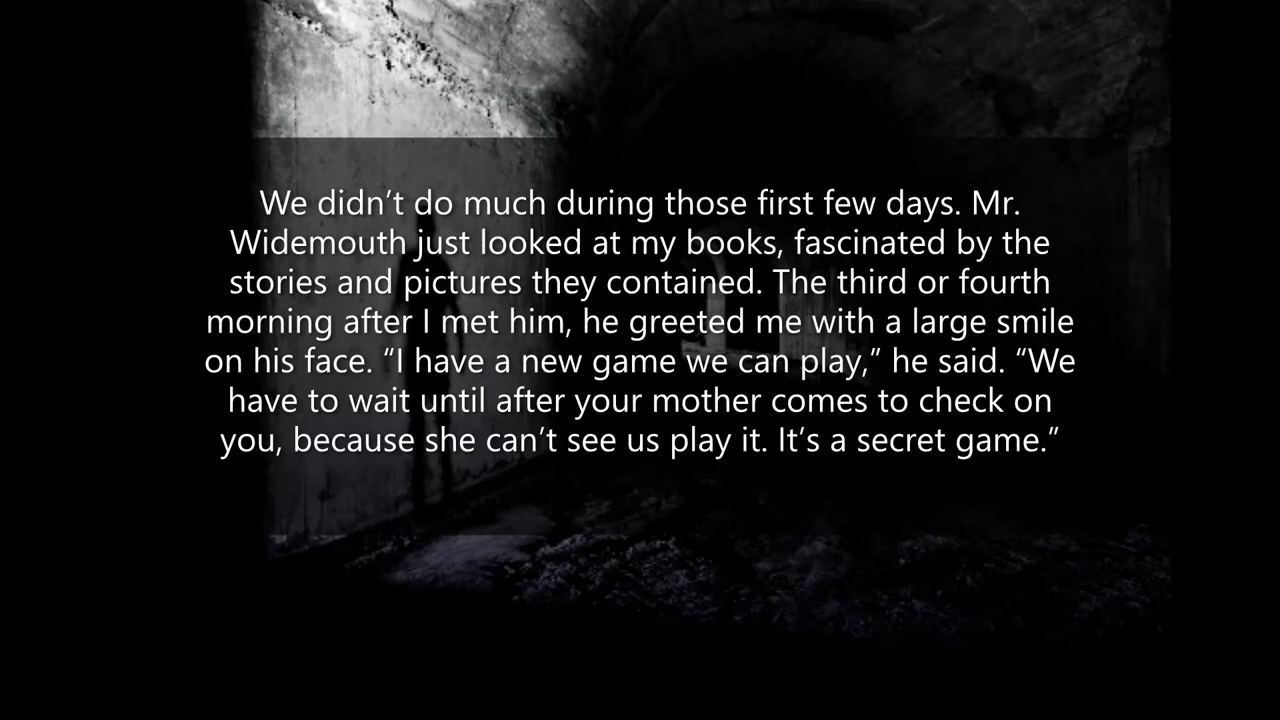 We didn’t do much during those first few days. Mr.
Widemouth just looked at my books, fascinated by the
stories and pictures they contained. The third or fourth
morning after I met him, he greeted me with a large smile
on his face. “I have a new game we can play,” he said. “We
have to wait until after your mother comes to check on
you, because she can’t see us play it. It’s a secret game.”